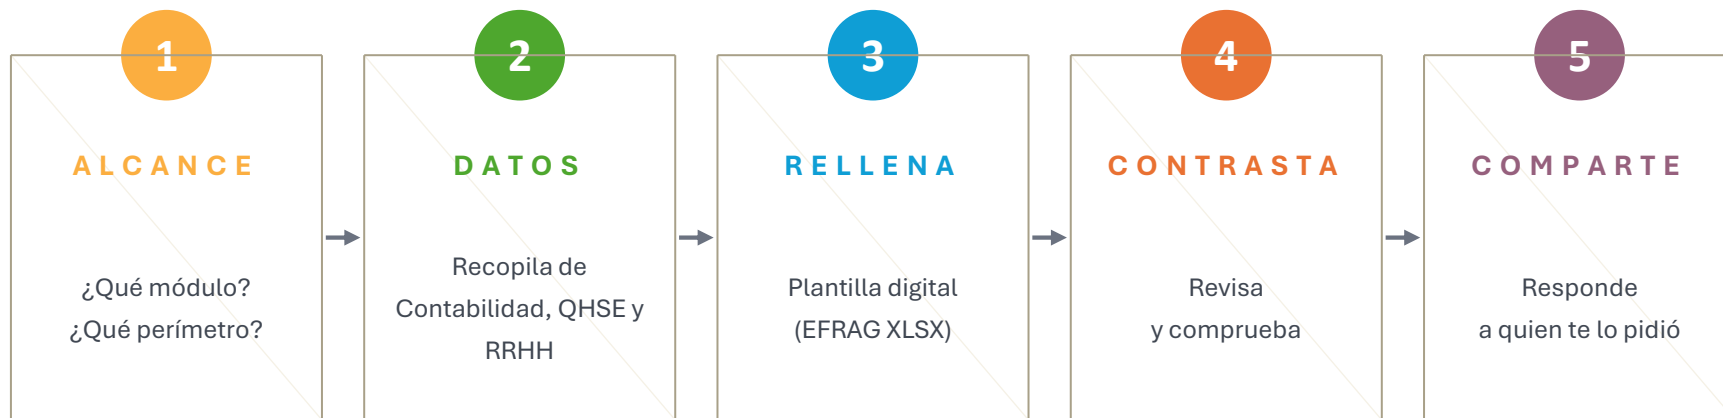 1
ALCANCE
¿Qué módulo?
¿Qué perímetro?
2
DATOS
Recopila de
Contabilidad, QHSE y
RRHH
3
RELLENA
Plantilla digital
(EFRAG XLSX)
4
CONTRASTA
Revisa
y comprueba
5
COMPARTE
Responde
a quien te lo pidió